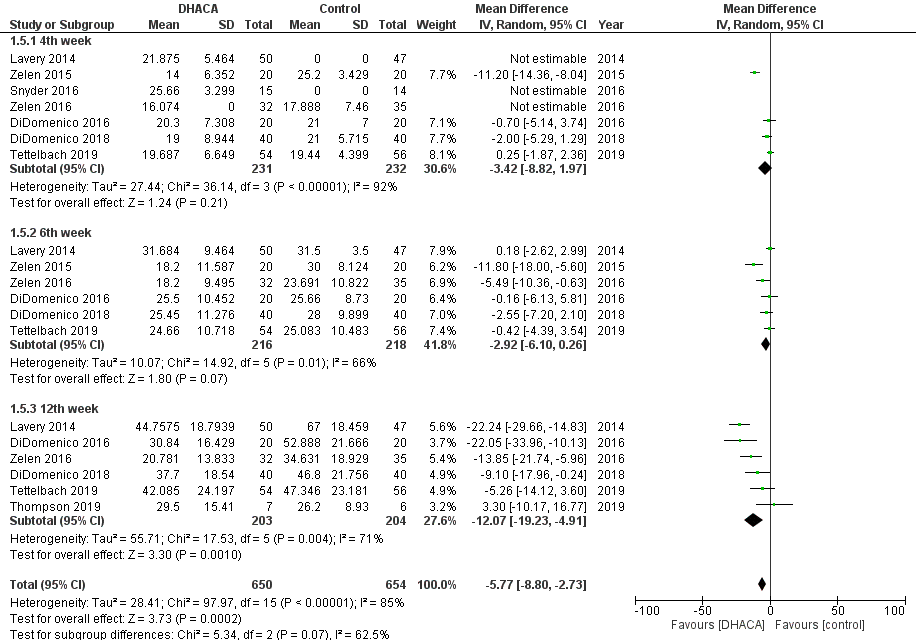 DHACA Control Mean Difference Mean Difference
Study or Subgroup Mean SD Total Mean SD Total Weight IV, Random, 95% CI Year IV, Random, 95% CI
1.5.1 4th week
Lavery 2014 21.875 5.464 50 0 0 47 Not estimable 2014
Zelen 2015 14 6.352 20 25.2 3.429 20 7.7% -11.20 [-14.36, -8.04] 2015
Snyder 2016 25.66 3.299 15 0 0 14 Not estimable 2016
Zelen 2016 16.074 0 32 17.888 7.46 35 Not estimable 2016
DiDomenico 2016 20.3 7.308 20 21 7 20 7.1% -0.70 [-5.14, 3.74] 2016
DiDomenico 2018 19 8.944 40 21 5.715 40 7.6% -2.00 [-5.29, 1.29] 2018
Tettelbach 2019 19.687 6.649 54 19.44 4.399 56 8.1% 0.25 [-1.87, 2.36] 2019
Subtotal (95% CI) 231 232 30.6% -3.42 [-8.82, 1.97]
Heterogeneity: Tau² = 27.44; Chi² = 36.14, df = 3 (P < 0.00001); I² = 92%
Test for overall effect: Z = 1.24 (P = 0.21)
1.5.2 6th week
Lavery 2014 31.684 9.464 50 31.5 3.5 47 7.9% 0.18 [-2.62, 2.99] 2014
Zelen 2015 18.2 11.587 20 30 8.124 20 6.2% -11.80 [-18.00, -5.60] 2015
Zelen 2016 18.2 9.495 32 23.691 10.822 35 6.9% -5.49 [-10.36, -0.63] 2016
DiDomenico 2016 25.5 10.452 20 25.66 8.73 20 6.3% -0.16 [-6.13, 5.81] 2016
DiDomenico 2018 25.45 11.276 40 28 9.899 40 7.0% -2.55 [-7.20, 2.10] 2018
Tettelbach 2019 24.66 10.718 54 25.083 10.483 56 7.4% -0.42 [-4.39, 3.54] 2019
Subtotal (95% CI) 216 218 41.8% -2.92 [-6.10, 0.26]
Heterogeneity: Tau² = 10.07; Chi² = 14.92, df = 5 (P = 0.01); I² = 66%
Test for overall effect: Z = 1.80 (P = 0.07)
1.5.3 12th week
Lavery 2014 44.7575 18.7939 50 67 18.459 47 5.6% -22.24 [-29.66, -14.83] 2014
DiDomenico 2016 30.84 16.429 20 52.888 21.666 20 3.7% -22.05 [-33.96, -10.13] 2016
Zelen 2016 20.781 13.833 32 34.631 18.929 35 5.3% -13.85 [-21.74, -5.96] 2016
DiDomenico 2018 37.7 18.54 40 46.8 21.756 40 4.9% -9.10 [-17.96, -0.24] 2018
Tettelbach 2019 42.085 24.197 54 47.346 23.181 56 4.9% -5.26 [-14.12, 3.60] 2019
Thompson 2019 29.5 15.41 7 26.2 8.93 6 3.2% 3.30 [-10.17, 16.77] 2019
Subtotal (95% CI) 203 204 27.6% -12.07 [-19.23, -4.91]
Heterogeneity: Tau² = 55.71; Chi² = 17.53, df = 5 (P = 0.004); I² = 71%
Test for overall effect: Z = 3.30 (P = 0.0010)
Total (95% CI) 650 654 100.0% -5.77 [-8.80, -2.73]
Heterogeneity: Tau² = 28.41; Chi² = 97.97, df = 15 (P < 0.00001); I² = 85%
Test for overall effect: Z = 3.73 (P = 0.0002)
Test for subgroup differences: Chi² = 5.34, df = 2 (P = 0.07), I² = 62.5%
-100 -50 0 50 100
Favours [DHACA] Favours [control]